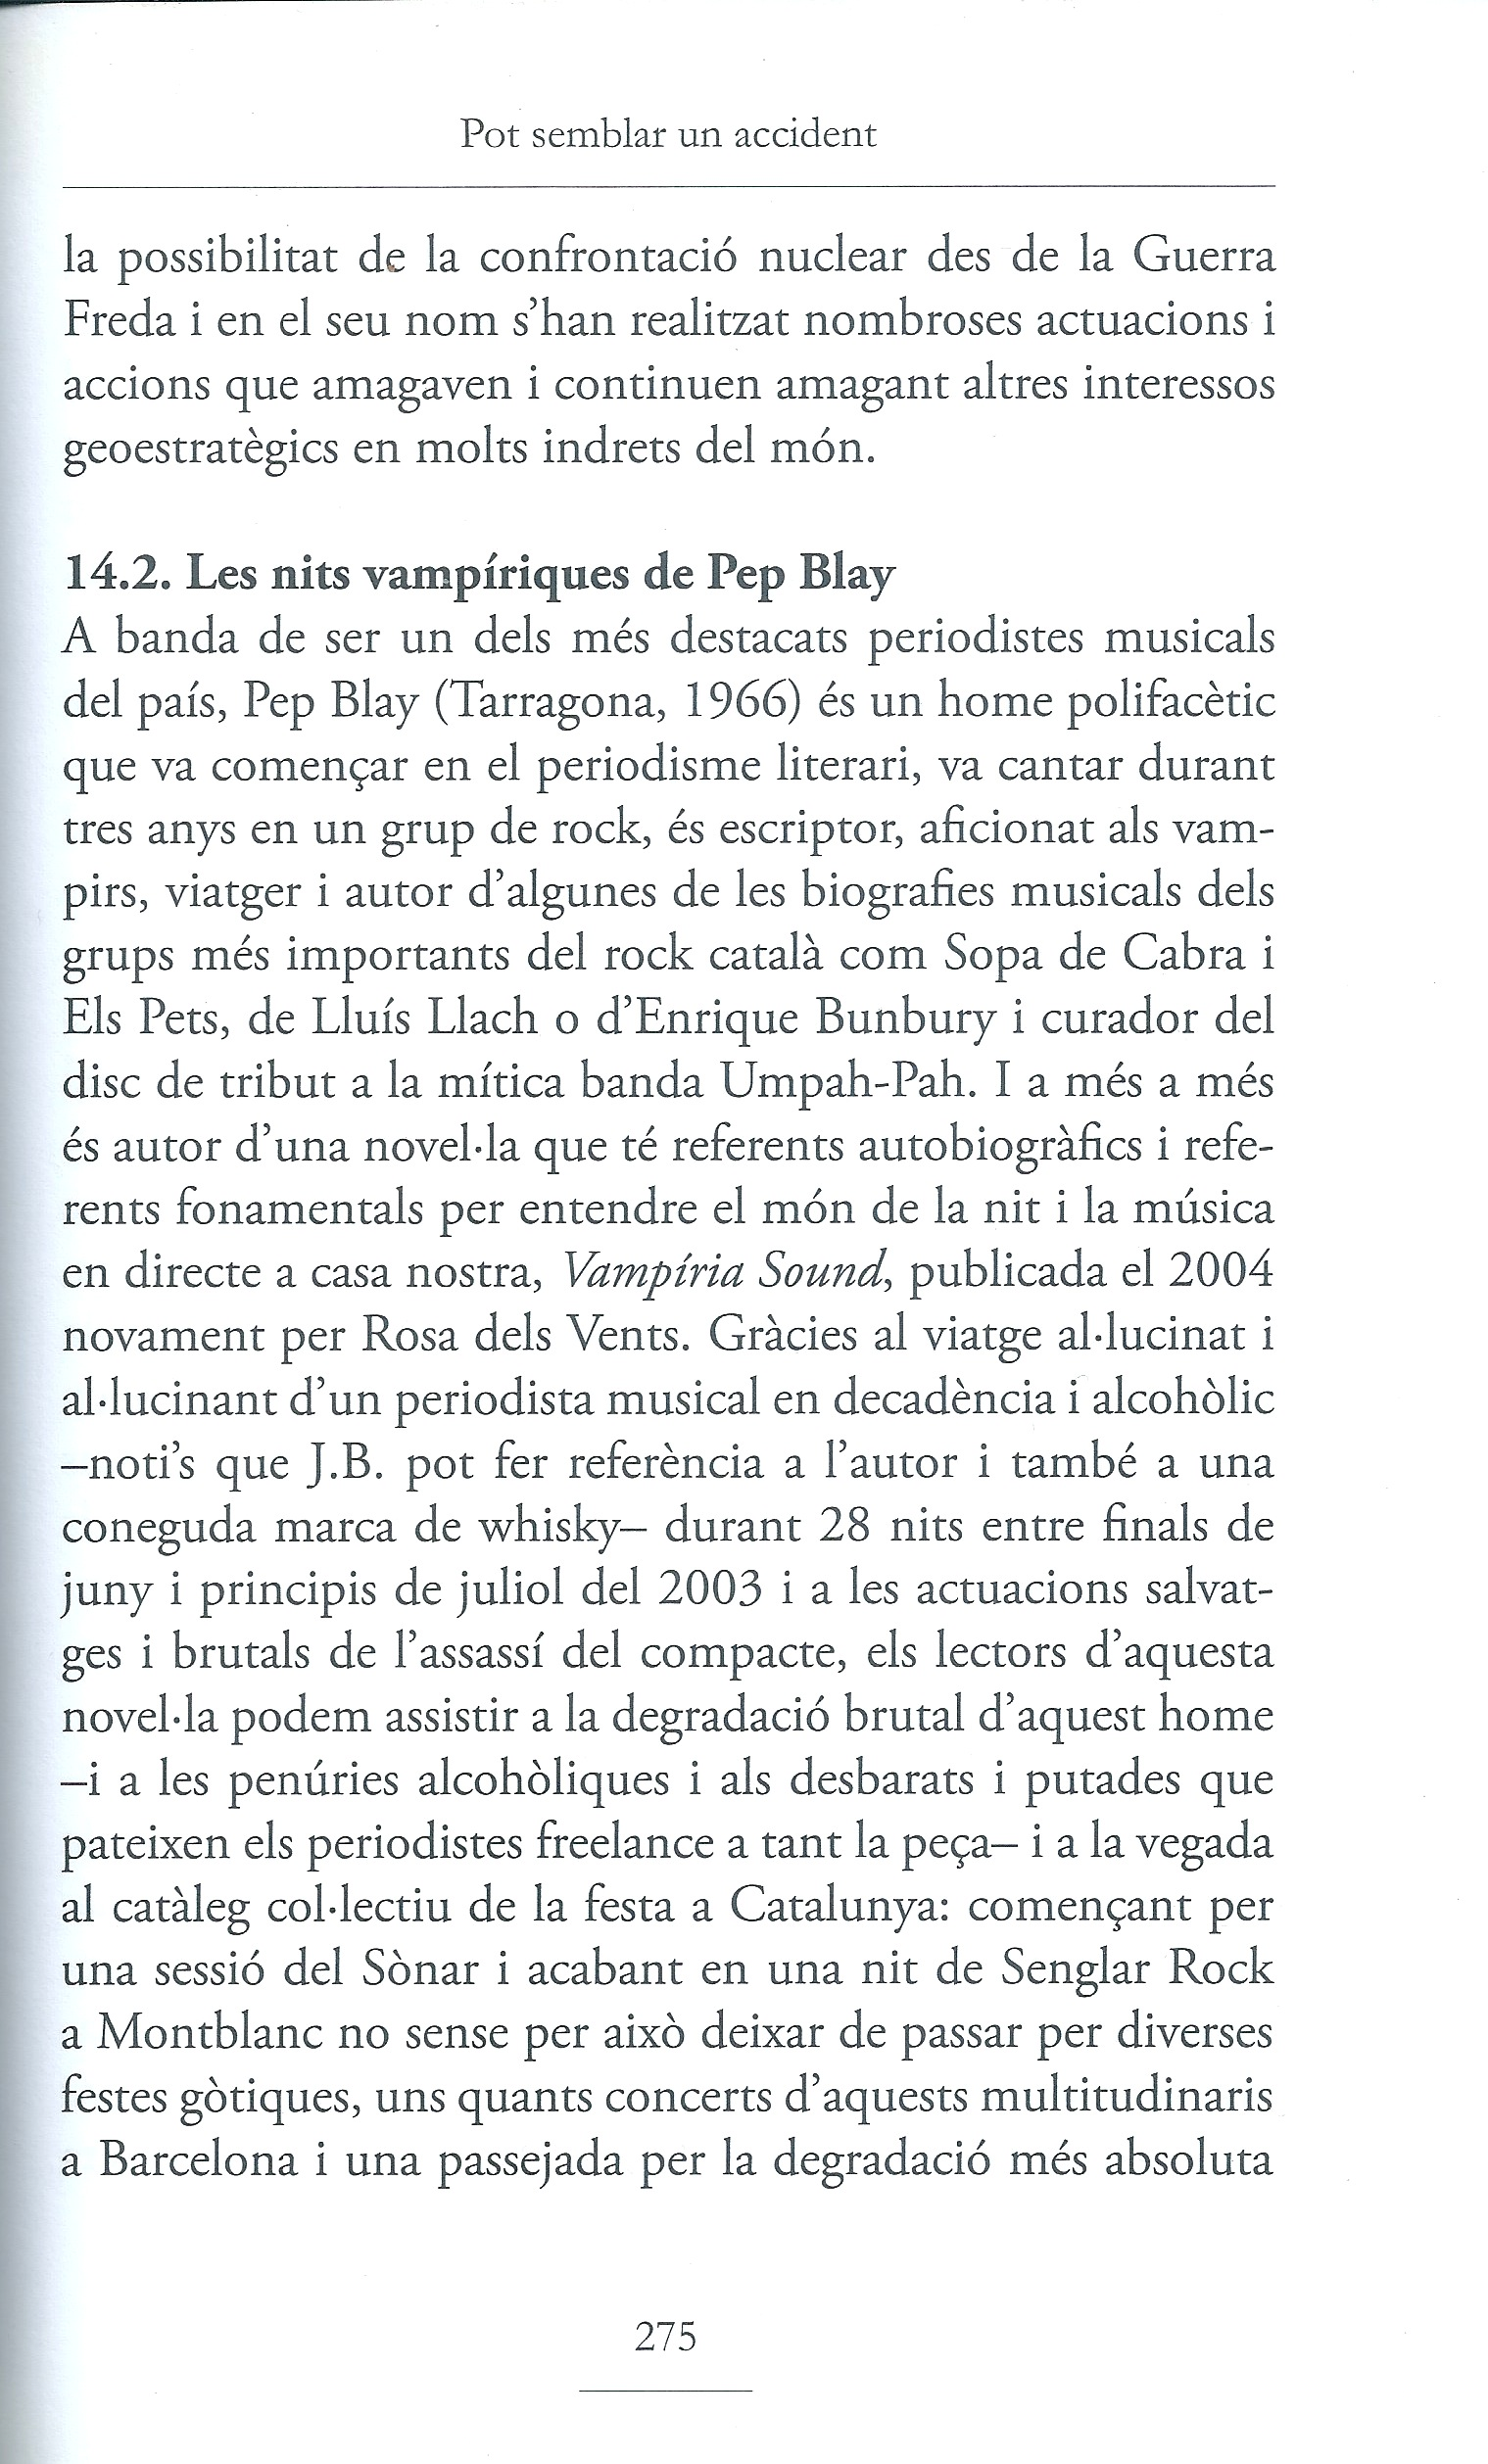 Pot semblar un accident
la possibilitat de la confrontació nuclear des de la Guerra
Freda i en el seu nom s’han realitzat nombroses actuacions i
accions que amagaven i continuen amagant altres interessos
geoestratègics en molts indrets del món.
14.2. Les nits vampíriques de Pep Blay
A banda de ser un dels més destacats periodistes musicals
del país, Pep Blay (Tarragona, 1966) és un home polifacètic
que va començar en el periodisme literari, va cantar durant
tres anys en un grup de rock, és escriptor, aficionat als vam-
pirs, viatger i autor d’algunes de les biografies musicals dels
grups més importants del rock català com Sopa de Cabra i
Els Pets, de Lluís Llach o d’Enrique Bunbury i curador del
disc de tribut a la mítica banda Umpah-Pah. I a més a més
és autor d’una novel·la que té referents autobiogràfics i refe-
rents fonamentals per entendre el món de la nit i la música
en directe a casa nostra, Vampíria Sound, publicada el 2004
novament per Rosa dels Vents. Gràcies al viatge al·lucinat i
al·lucinant d’un periodista musical en decadència i alcohòlic
–noti’s que J.B. pot fer referència a l’autor i també a una
coneguda marca de whisky– durant 28 nits entre finals de
juny i principis de juliol del 2003 i a les actuacions salvat-
ges i brutals de l’assassí del compacte, els lectors d’aquesta
novel·la podem assistir a la degradació brutal d’aquest home
–i a les penúries alcohòliques i als desbarats i putades que
pateixen els periodistes freelance a tant la peça– i a la vegada
al catàleg col·lectiu de la festa a Catalunya: començant per
una sessió del Sònar i acabant en una nit de Senglar Rock
a Montblanc no sense per això deixar de passar per diverses
festes gòtiques, uns quants concerts d’aquests multitudinaris
a Barcelona i una passejada per la degradació més absoluta
275